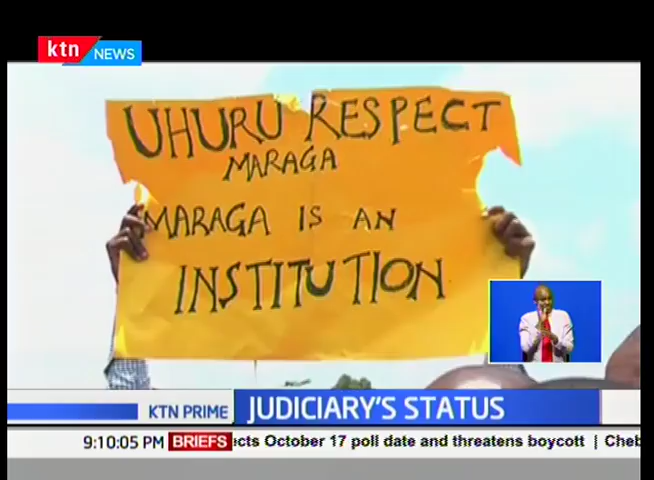 ktn NEWS
UHURU RESPECT
MARAGA
MARAGA IS AN
INSTITUTION
KTN PRIME JUDICIARY'S STATUS
9:10:05 PM BRIEFS cts October 17 poll date and threatens boycott | Cheb